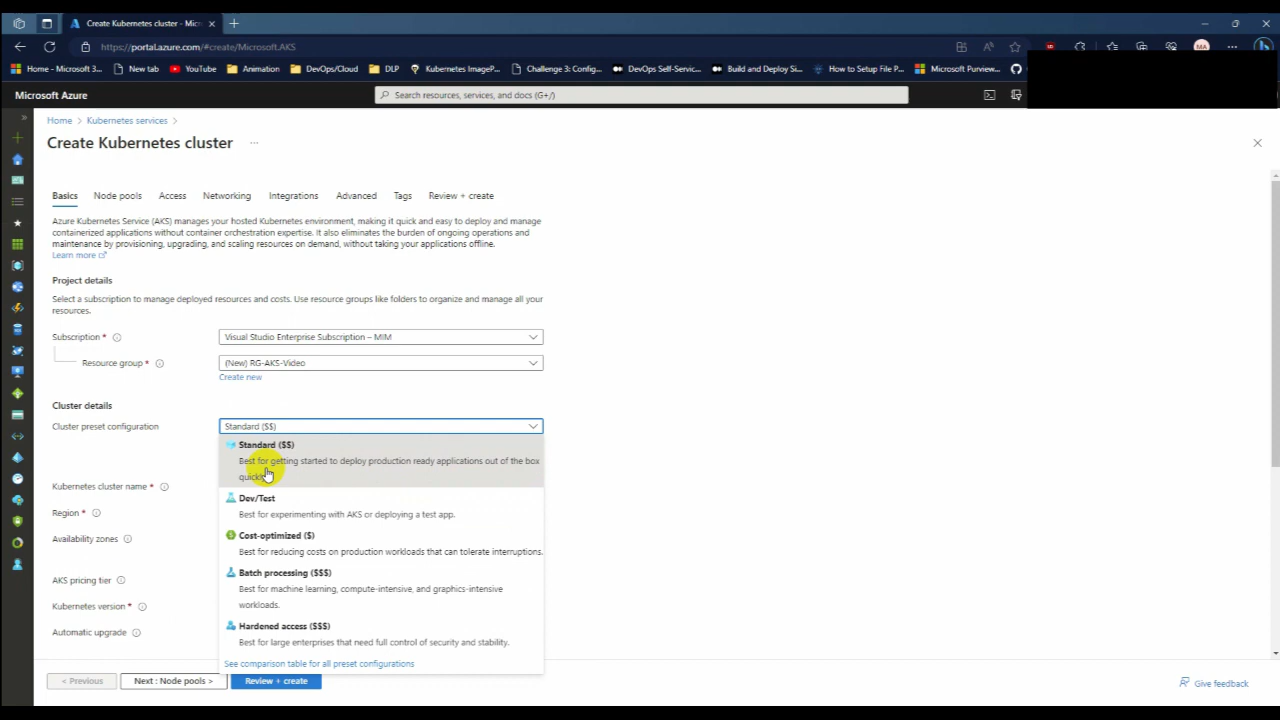 Create Kubernetes cluster - Micr
https://portal.azure.com/#create/Microsoft.AKS
MA
Home - Microsoft 3...
New tab
YouTube
Animation
DevOps/Cloud
DLP
Kubernetes ImageP...
Challenge 3: Config...
DevOps Self-Servic...
Build and Deploy Si...
How to Setup File P...
Microsoft Purview...
Microsoft Azure
Search resources, services, and docs (G+/)
Home > Kubernetes services >
Create Kubernetes cluster ...
Basics Node pools Access Networking Integrations Advanced Tags Review + create
Azure Kubernetes Service (AKS) manages your hosted Kubernetes environment, making it quick and easy to deploy and manage
containerized applications without container orchestration expertise. It also eliminates the burden of ongoing operations and
maintenance by provisioning, upgrading, and scaling resources on demand, without taking your applications offline.
Learn more
Project details
Select a subscription to manage deployed resources and costs. Use resource groups like folders to organize and manage all your
resources.
Subscription *
Visual Studio Enterprise Subscription – MIM
Resource group *
(New) RG-AKS-Video
Create new
Cluster details
Cluster preset configuration
Standard ($$)
Standard ($$)
Best for getting started to deploy production ready applications out of the box
quickly.
Kubernetes cluster name *
Dev/Test
Region *
Best for experimenting with AKS or deploying a test app.
Availability zones
Cost-optimized ($)
Best for reducing costs on production workloads that can tolerate interruptions.
Batch processing ($$$)
AKS pricing tier
Best for machine learning, compute-intensive, and graphics-intensive
workloads.
Kubernetes version *
Hardened access ($$$)
Automatic upgrade
Best for large enterprises that need full control of security and stability.
See comparison table for all preset configurations
< Previous
Next : Node pools >
Review + create
Give feedback